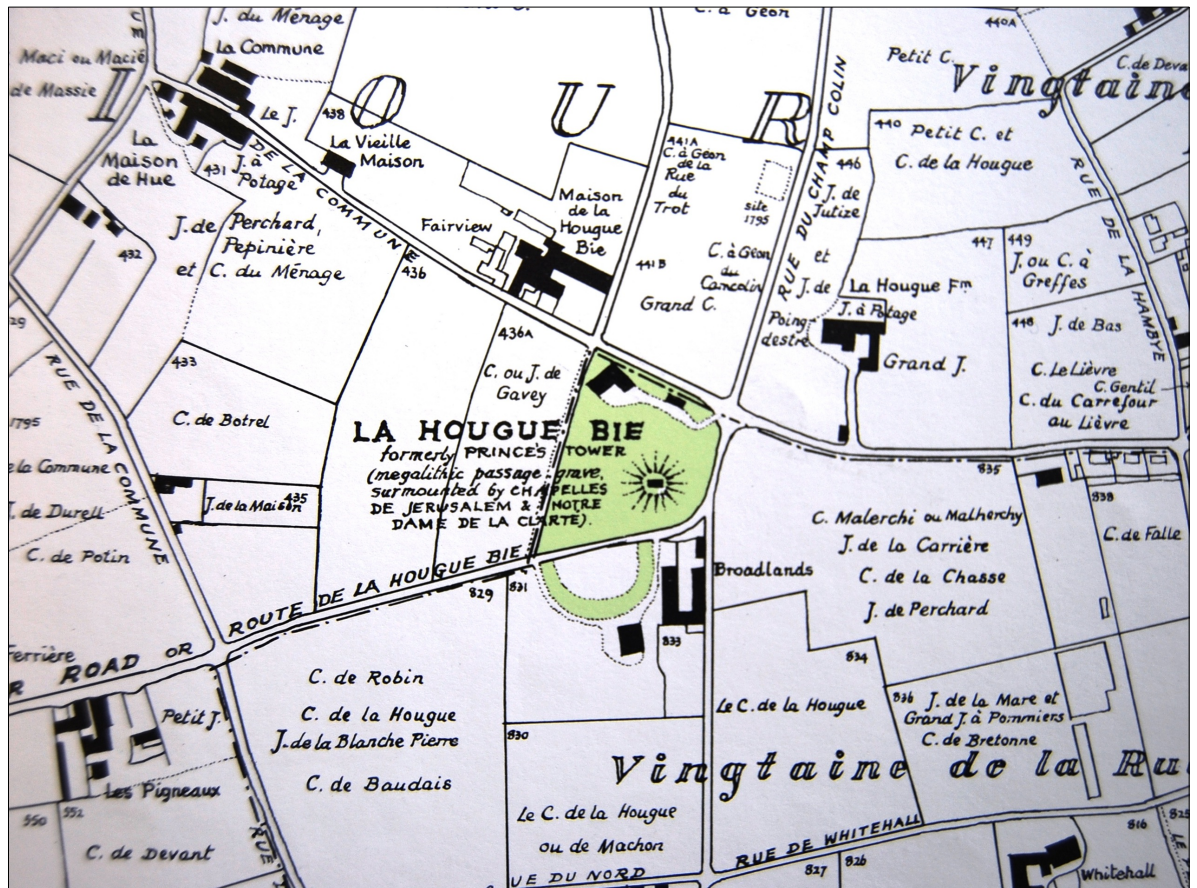 J. du Ménage
C. à Géon
440A
La Commune
Maci ou Macié
de Massie
II
O U R
Petit C.
C. de Deva
Vingtaine
Le J.
438
La Vieille
Maison
La
Maison
de Hue
431
J. à
Potage
RUE DE LA COMMUNE
441A
C. à Géon
de la
Rue
du
Trot
site
1795
RUE DU CHAMP COLIN
446
J. de
Jutize
et
J. de
Poing-
destre
440
Petit C. et
C. de la Hougue
RUE DE LA HAMBYE
432
J. de Perchard,
Pepinière
et C. du Ménage
436
Fairview
Maison
de la
Hougue
Bie
441B
Grand C.
C. à Géon
du
Cancelin
447
449
J. ou C. à
Greffes
La Hougue Fm
J. à Potage
Grand J.
448
J. de Bas
C. Le Lièvre
C. Gentil
C. du Carrefour
au Lièvre
29
433
C. de Botrel
436A
C. ou J. de
Gavey
1795
RUE DE LA COMMUNE
LA HOUGUE BIE
formerly PRINCE'S TOWER
(megalithic passage: grave,
surmounted by CHAPELLES
DE JERUSALEM & NOTRE
DAME DE LA CLARTE).
e la Commune
J. de Durell
C. de Potin
435
J. de la Maison
835
838
C. de Falle
C. Malerchi ou Malherchy
J. de la Carrière
C. de la Chasse
J. de Perchard
ROUTE DE LA HOUGUE BIE
829
831
Broadlands
833
834
Ferrière
R ROAD OR
Petit J.
Les Pigneaux
550
552
C. de Devant
C. de Robin
C. de la Hougue
J. de la Blanche Pierre
C. de Baudais
Le C. de la Hougue
836
J. de la Mare et
Grand J. à Pommiers
C. de Bretonne
830
Vingtaine de la Ru
Le C. de la Hougue
ou de Machon
RUE
UE DU NORD
RUE DE WHITEHALL
827
826
816
825
Whitehall